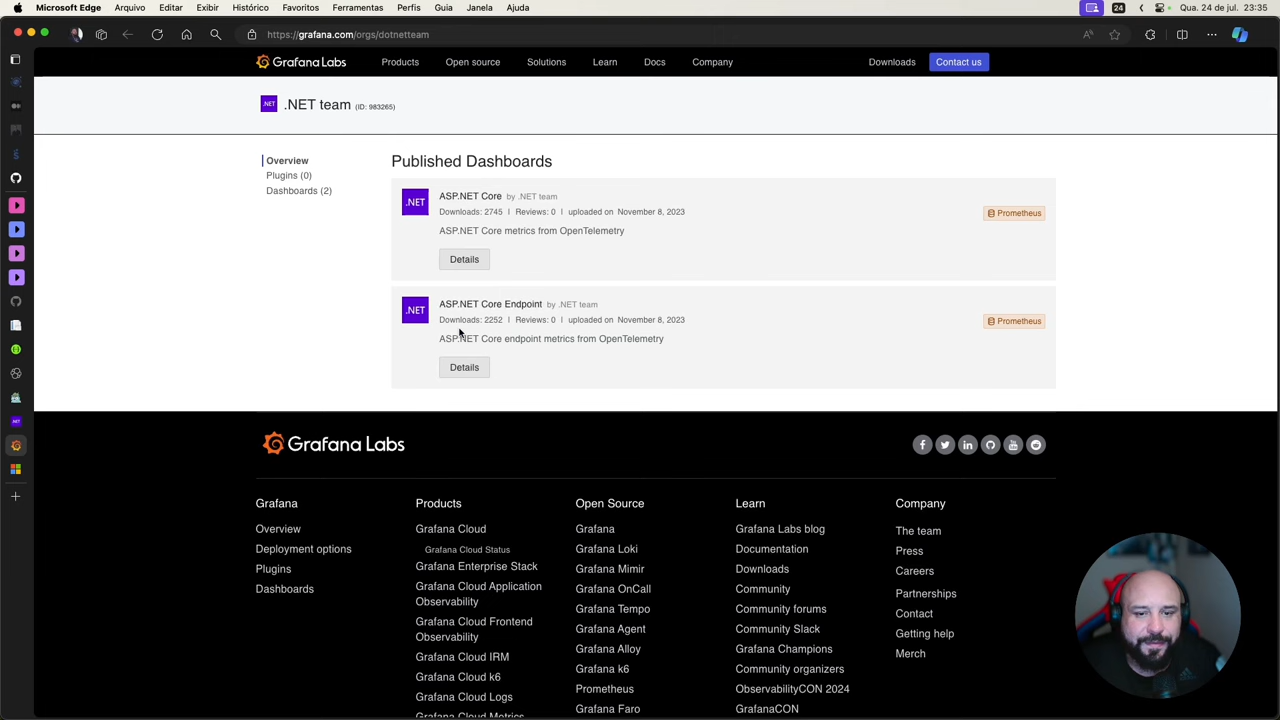 Microsoft Edge Arquivo Editar Exibir Histórico Favoritos Ferramentas Perfis Guia Janela Ajuda 24 Qua. 24 de jul. 23:35
https://grafana.com/orgs/dotnetteam
Grafana Labs Products Open source Solutions Learn Docs Company Downloads Contact us
.NET .NET team (ID: 983265)
Overview
Plugins (0)
Dashboards (2)
Published Dashboards
.NET
ASP.NET Core by .NET team
Downloads: 2745 | Reviews: 0 | uploaded on November 8, 2023
ASP.NET Core metrics from OpenTelemetry
Details
Prometheus
.NET
ASP.NET Core Endpoint by .NET team
Downloads: 2252 | Reviews: 0 | uploaded on November 8, 2023
ASP.NET Core endpoint metrics from OpenTelemetry
Details
Prometheus
Grafana Labs
Grafana
Overview
Deployment options
Plugins
Dashboards
Products
Grafana Cloud
Grafana Cloud Status
Grafana Enterprise Stack
Grafana Cloud Application
Observability
Grafana Cloud Frontend
Observability
Grafana Cloud IRM
Grafana Cloud k6
Grafana Cloud Logs
Grafana Cloud Metrics
Open Source
Grafana
Grafana Loki
Grafana Mimir
Grafana OnCall
Grafana Tempo
Grafana Agent
Grafana Alloy
Grafana k6
Prometheus
Grafana Faro
Learn
Grafana Labs blog
Documentation
Downloads
Community
Community forums
Community Slack
Grafana Champions
Community organizers
ObservabilityCON 2024
GrafanaCON
Company
The team
Press
Careers
Partnerships
Contact
Getting help
Merch